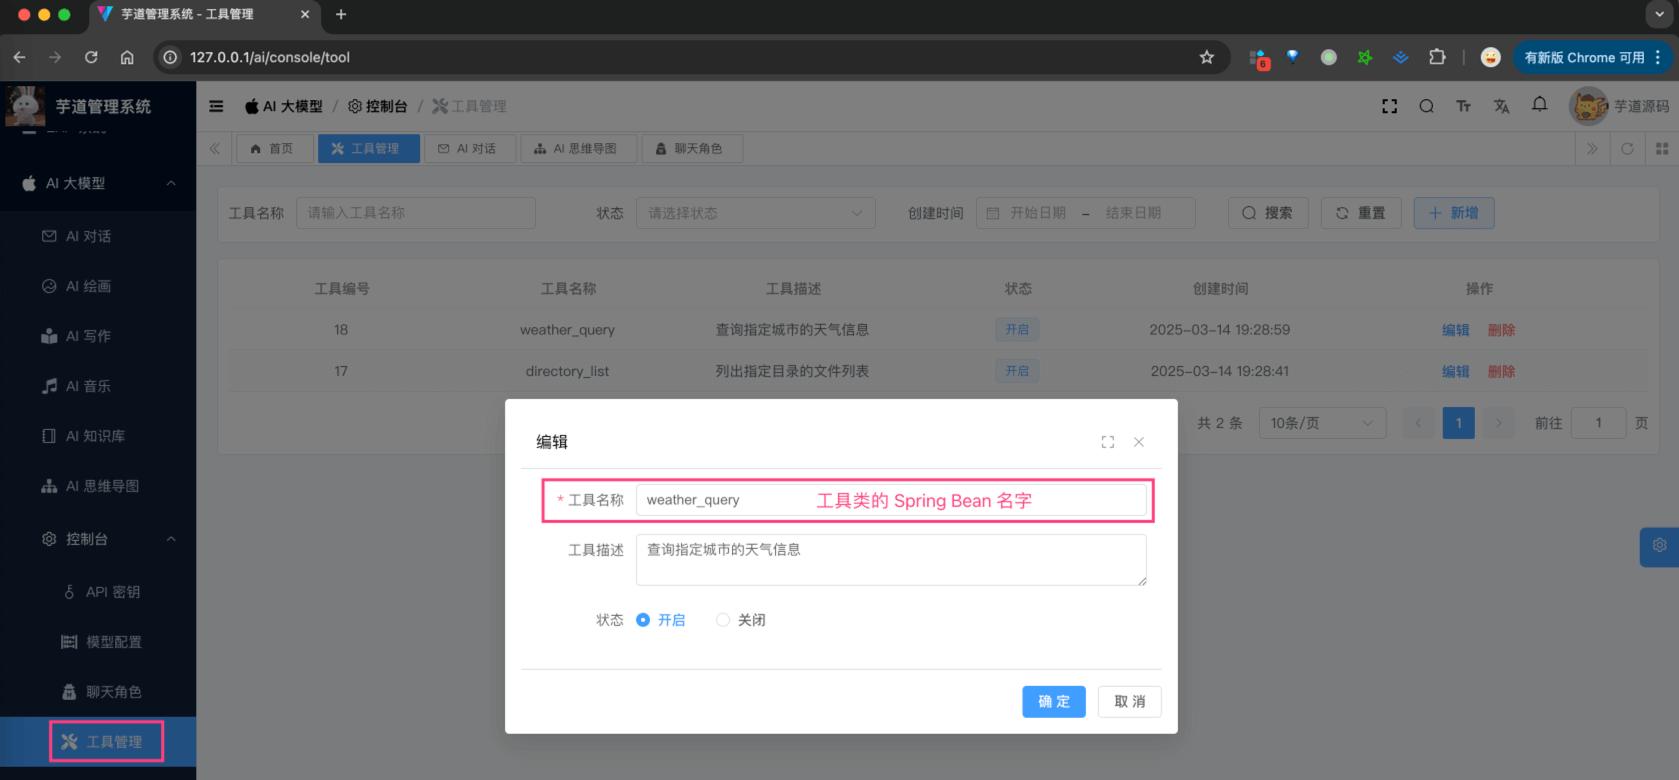 芋道管理系统 - 工具管理
127.0.0.1/ai/console/tool
6
有新版 Chrome 可用
芋道管理系统
AI 大模型 / 控制台 / 工具管理
芋道源码
首页
工具管理
AI 对话
AI 思维导图
聊天角色
AI 大模型
AI 对话
AI 绘画
AI 写作
AI 音乐
AI 知识库
AI 思维导图
控制台
API 密钥
模型配置
聊天角色
工具管理
工具名称 请输入工具名称 状态 请选择状态 创建时间 开始日期 - 结束日期 搜索 重置 新增
工具编号 工具名称 工具描述 状态 创建时间 操作
18 weather_query 查询指定城市的天气信息 开启 2025-03-14 19:28:59 编辑 删除
17 directory_list 列出指定目录的文件列表 开启 2025-03-14 19:28:41 编辑 删除
共 2 条 10条/页 1 前往 1 页
编辑
* 工具名称 weather_query 工具类的 Spring Bean 名字
工具描述 查询指定城市的天气信息
状态 开启 关闭
确 定 取 消